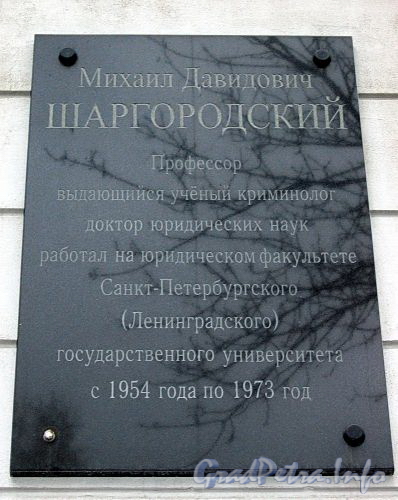 Михаил Давидович
ШАРГОРОДСКИЙ
Профессор
выдающийся учёный криминолог
доктор юридических наук
работал на юридическом факультете
Санкт-Петербургского
(Ленинградского)
государственного университета
с 1954 года по 1973 год
GradPetra.Info